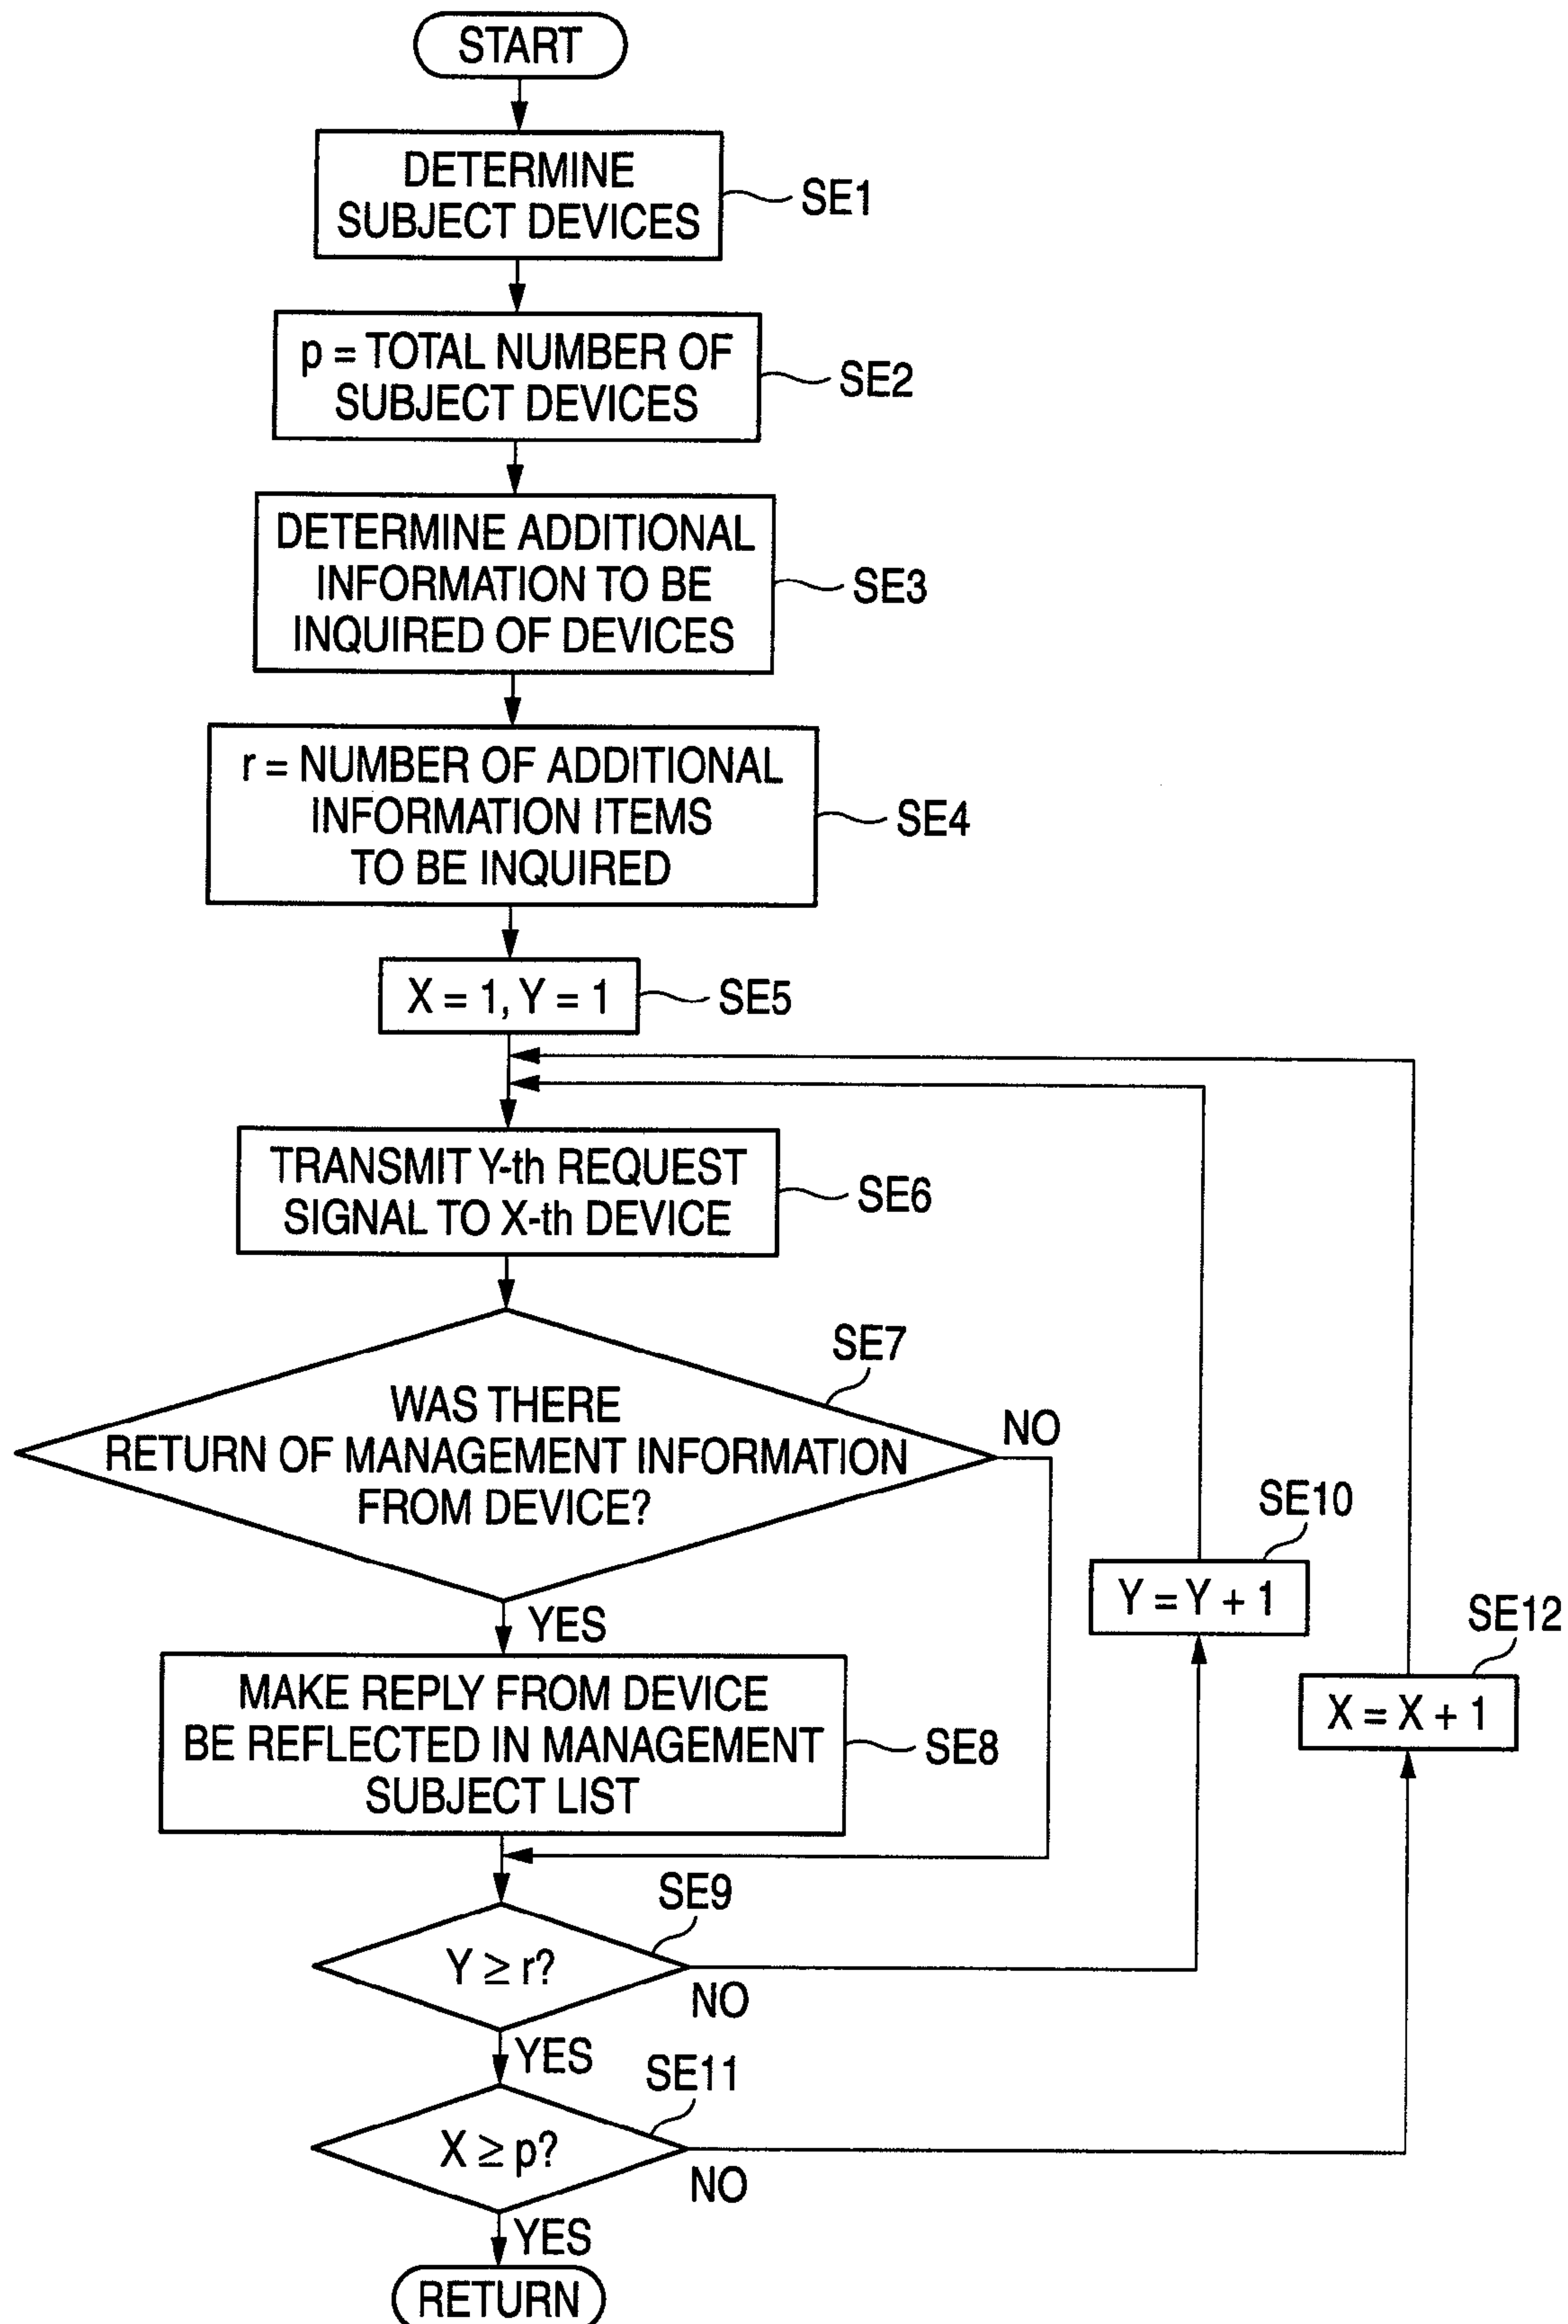 START
DETERMINE
SUBJECT DEVICES
SE1
p = TOTAL NUMBER OF
SUBJECT DEVICES
SE2
DETERMINE ADDITIONAL
INFORMATION TO BE
INQUIRED OF DEVICES
SE3
r = NUMBER OF ADDITIONAL
INFORMATION ITEMS
TO BE INQUIRED
SE4
X = 1, Y = 1
SE5
TRANSMIT Y-th REQUEST
SIGNAL TO X-th DEVICE
SE6
SE7
WAS THERE
RETURN OF MANAGEMENT INFORMATION
FROM DEVICE?
NO
YES
SE10
Y = Y + 1
SE12
X = X + 1
MAKE REPLY FROM DEVICE
BE REFLECTED IN MANAGEMENT
SUBJECT LIST
SE8
SE9
Y ≥ r?
NO
YES
SE11
X ≥ p?
NO
YES
RETURN